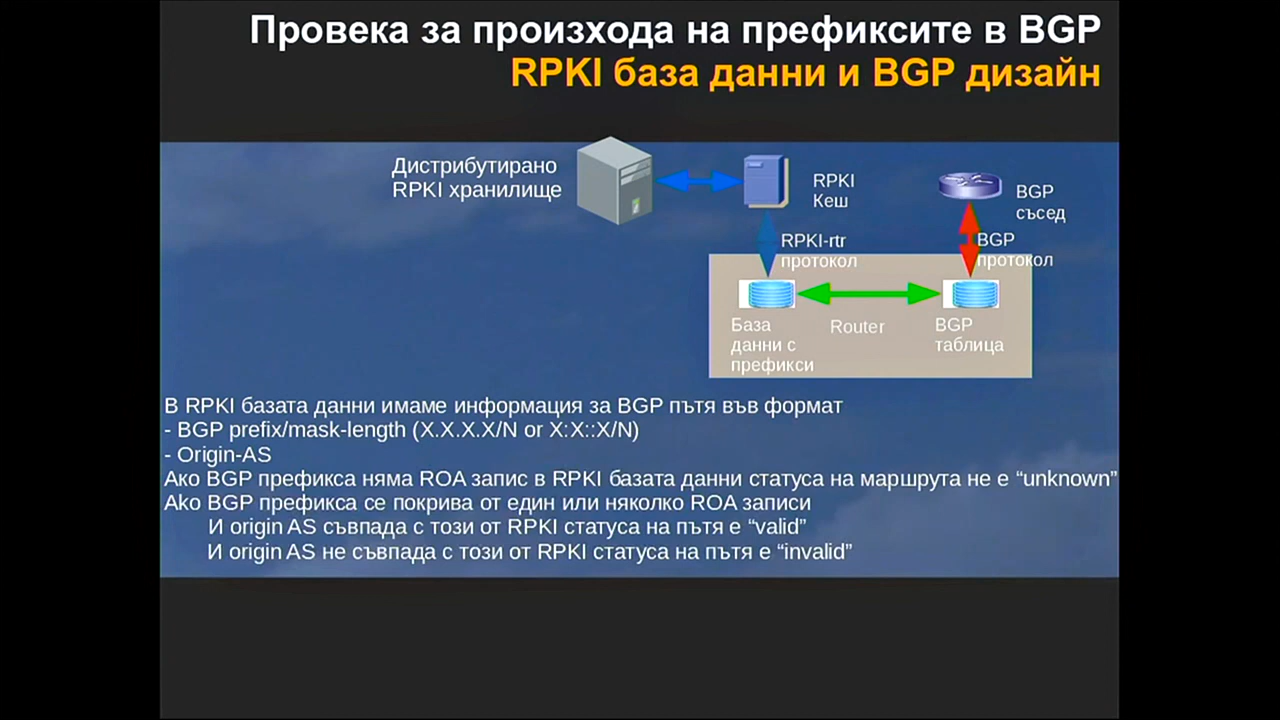 Провека за произхода на префиксите в BGP
RPKI база данни и BGP дизайн
Дистрибутирано
RPKI хранилище
RPKI
Кеш
BGP
съсед
RPKI-rtr
протокол
BGP
протокол
База
данни с
префикси
Router
BGP
таблица
В RPKI базата данни имаме информация за BGP пътя във формат
- BGP prefix/mask-length (X.X.X.X/N or X:X::X/N)
- Origin-AS
Ако BGP префикса няма ROA запис в RPKI базата данни статуса на маршрута не е “unknown”
Ако BGP префикса се покрива от един или няколко ROA записи
И origin AS съвпада с този от RPKI статуса на пътя е “valid”
И origin AS не съвпада с този от RPKI статуса на пътя е “invalid”